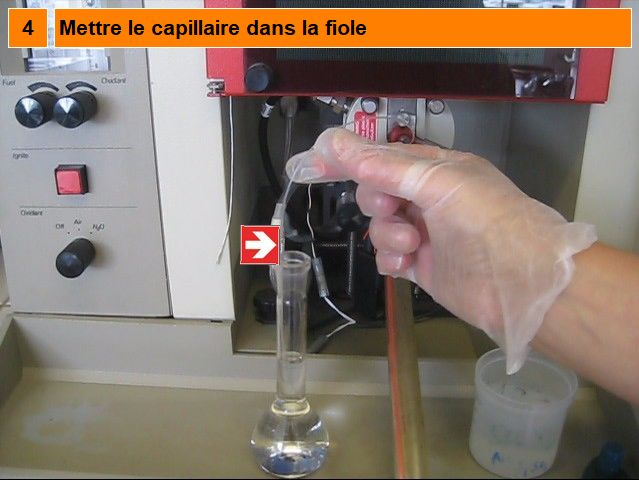 4 Mettre le capillaire dans la fiole
Fuel
Oxidant
Ignite
Oxidant
Off
Air
N₂O